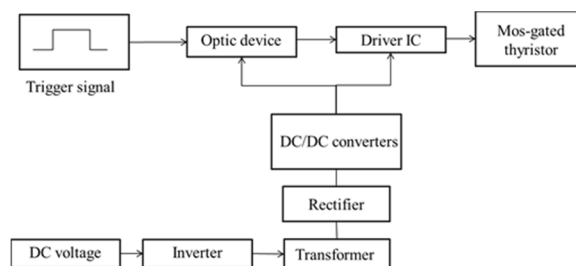 Optic device
Driver IC
Mos-gated
thyristor
Trigger signal
DC/DC converters
Rectifier
DC voltage
Inverter
Transformer